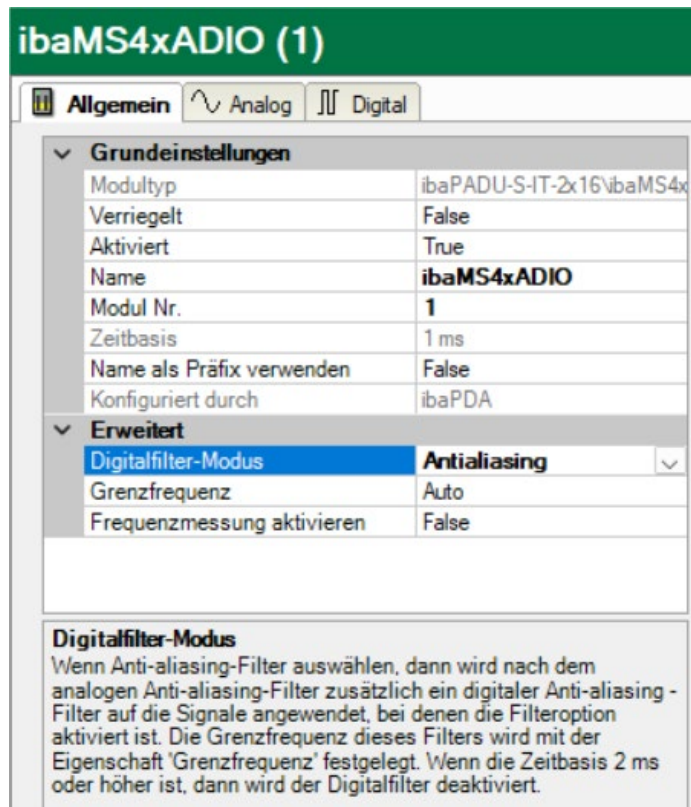 ibaMS4xADIO (1)
Allgemein Analog Digital
Grundeinstellungen
Modultyp ibaPADU-S-IT-2x16\ibaMS4x
Verriegelt False
Aktiviert True
Name ibaMS4xADIO
Modul Nr. 1
Zeitbasis 1 ms
Name als Präfix verwenden False
Konfiguriert durch ibaPDA
Erweitert
Digitalfilter-Modus Antialiasing
Grenzfrequenz Auto
Frequenzmessung aktivieren False
Digitalfilter-Modus
Wenn Anti-aliasing-Filter auswählen, dann wird nach dem
analogen Anti-aliasing-Filter zusätzlich ein digitaler Anti-aliasing -
Filter auf die Signale angewendet, bei denen die Filteroption
aktiviert ist. Die Grenzfrequenz dieses Filters wird mit der
Eigenschaft 'Grenzfrequenz' festgelegt. Wenn die Zeitbasis 2 ms
oder höher ist, dann wird der Digitalfilter deaktiviert.